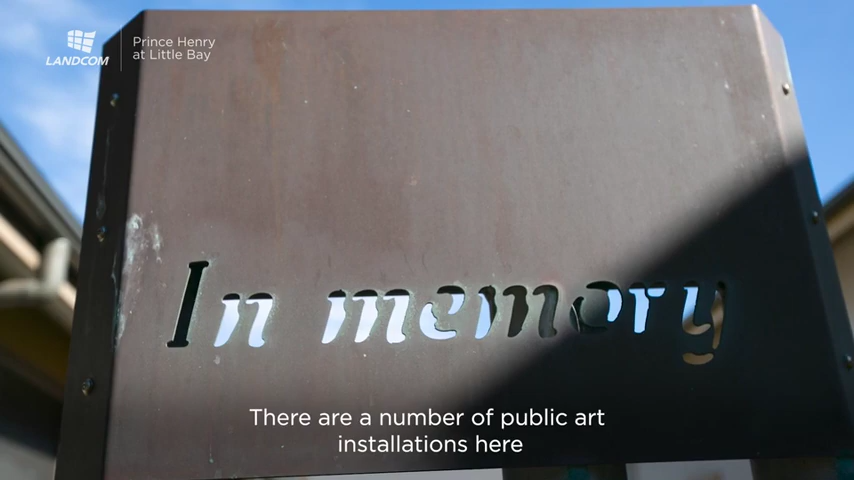 LANDCOM
Prince Henry
at Little Bay
In memory
There are a number of public art
installations here